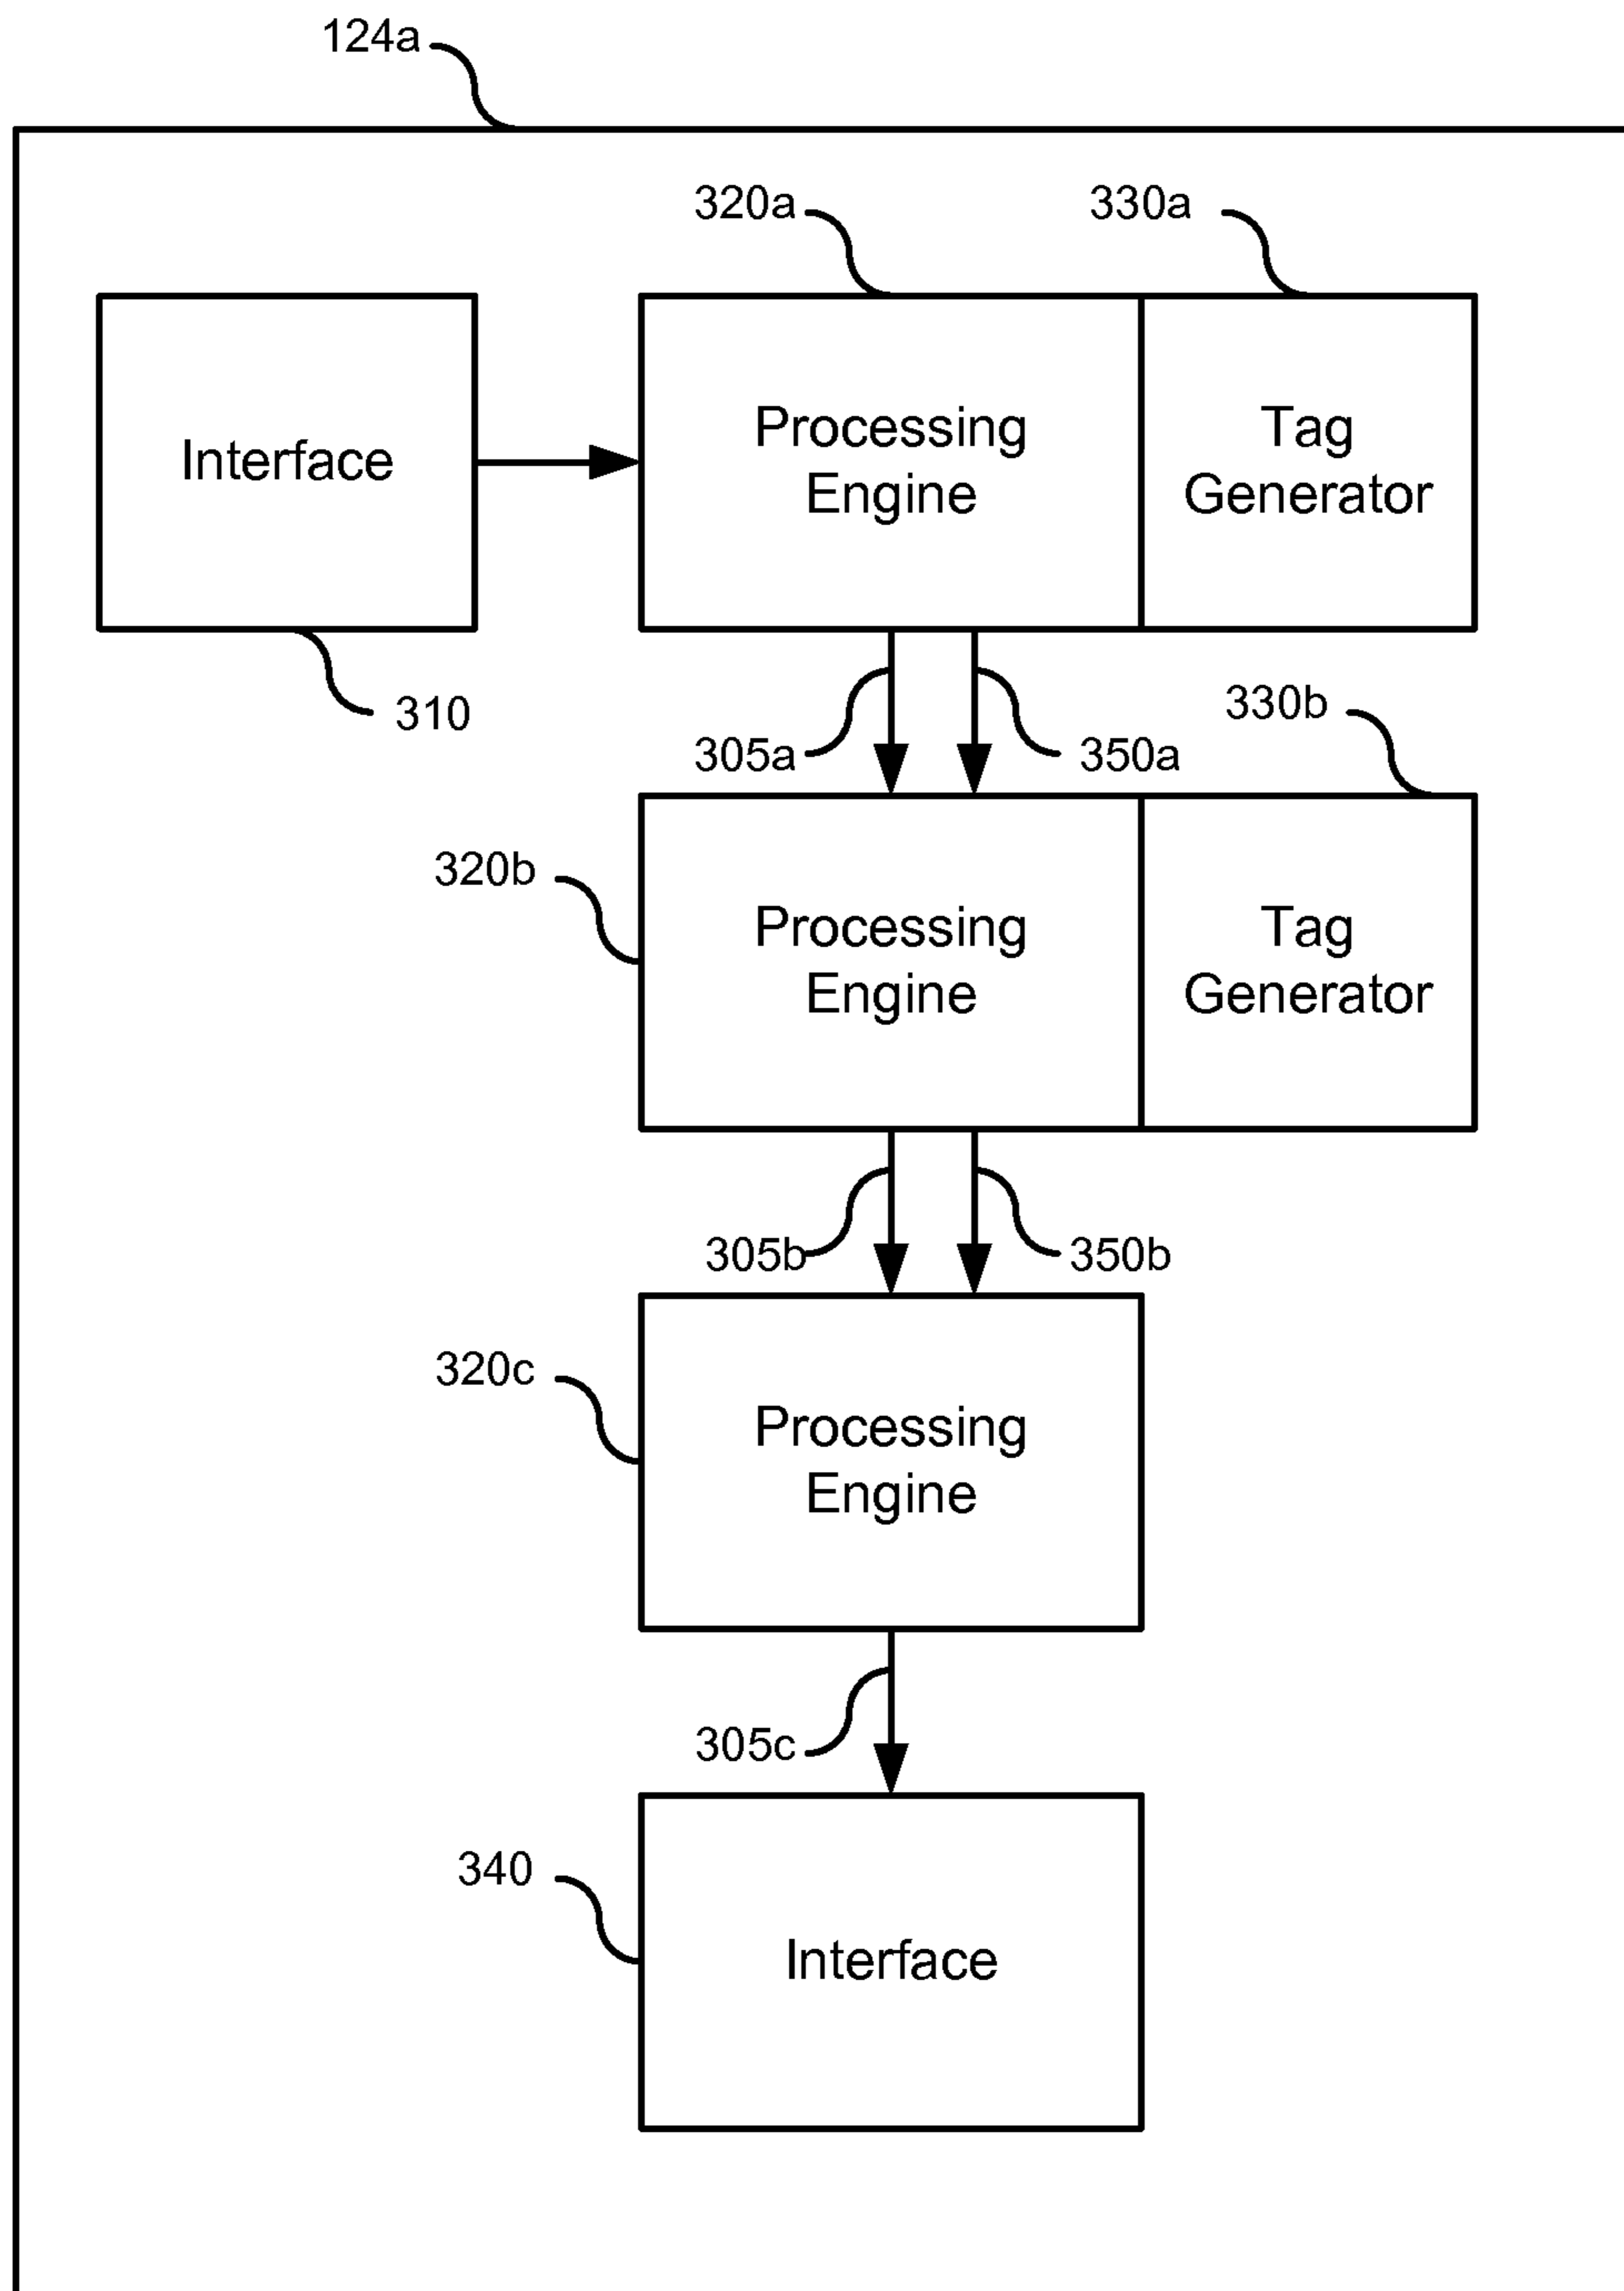 124a
320a
330a
Interface
Processing
Engine
Tag
Generator
310
305a
350a
330b
320b
Processing
Engine
Tag
Generator
305b
350b
320c
Processing
Engine
305c
340
Interface